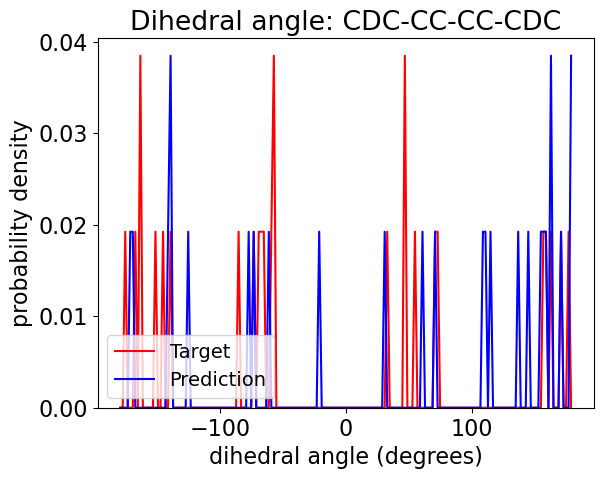 Dihedral angle: CDC-CC-CC-CDC
probability density
0.04
0.03
0.02
0.01
0.00
Target
Prediction
−100
0
100
dihedral angle (degrees)